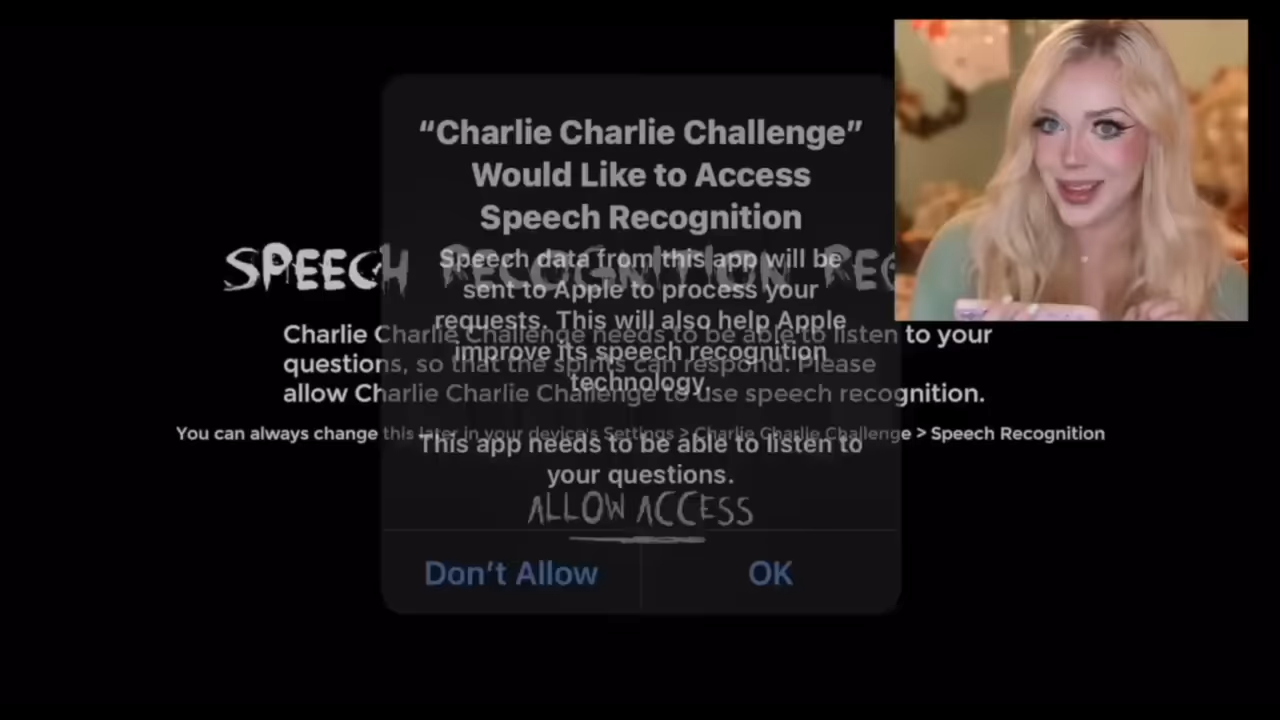 “Charlie Charlie Challenge”
Would Like to Access
Speech Recognition
Speech data from this app will be
sent to Apple to process your
requests. This will also help Apple
improve its speech recognition
technology.
This app needs to be able to listen to
your questions.
Don’t Allow
OK
SPEECH RECOGNITION
Charlie Charlie Challenge needs to be able to listen to your
questions, so that the spirits can respond. Please
allow Charlie Charlie Challenge to use speech recognition.
You can always change this later in your device's Settings > Charlie Charlie Challenge > Speech Recognition
ALLOW ACCESS